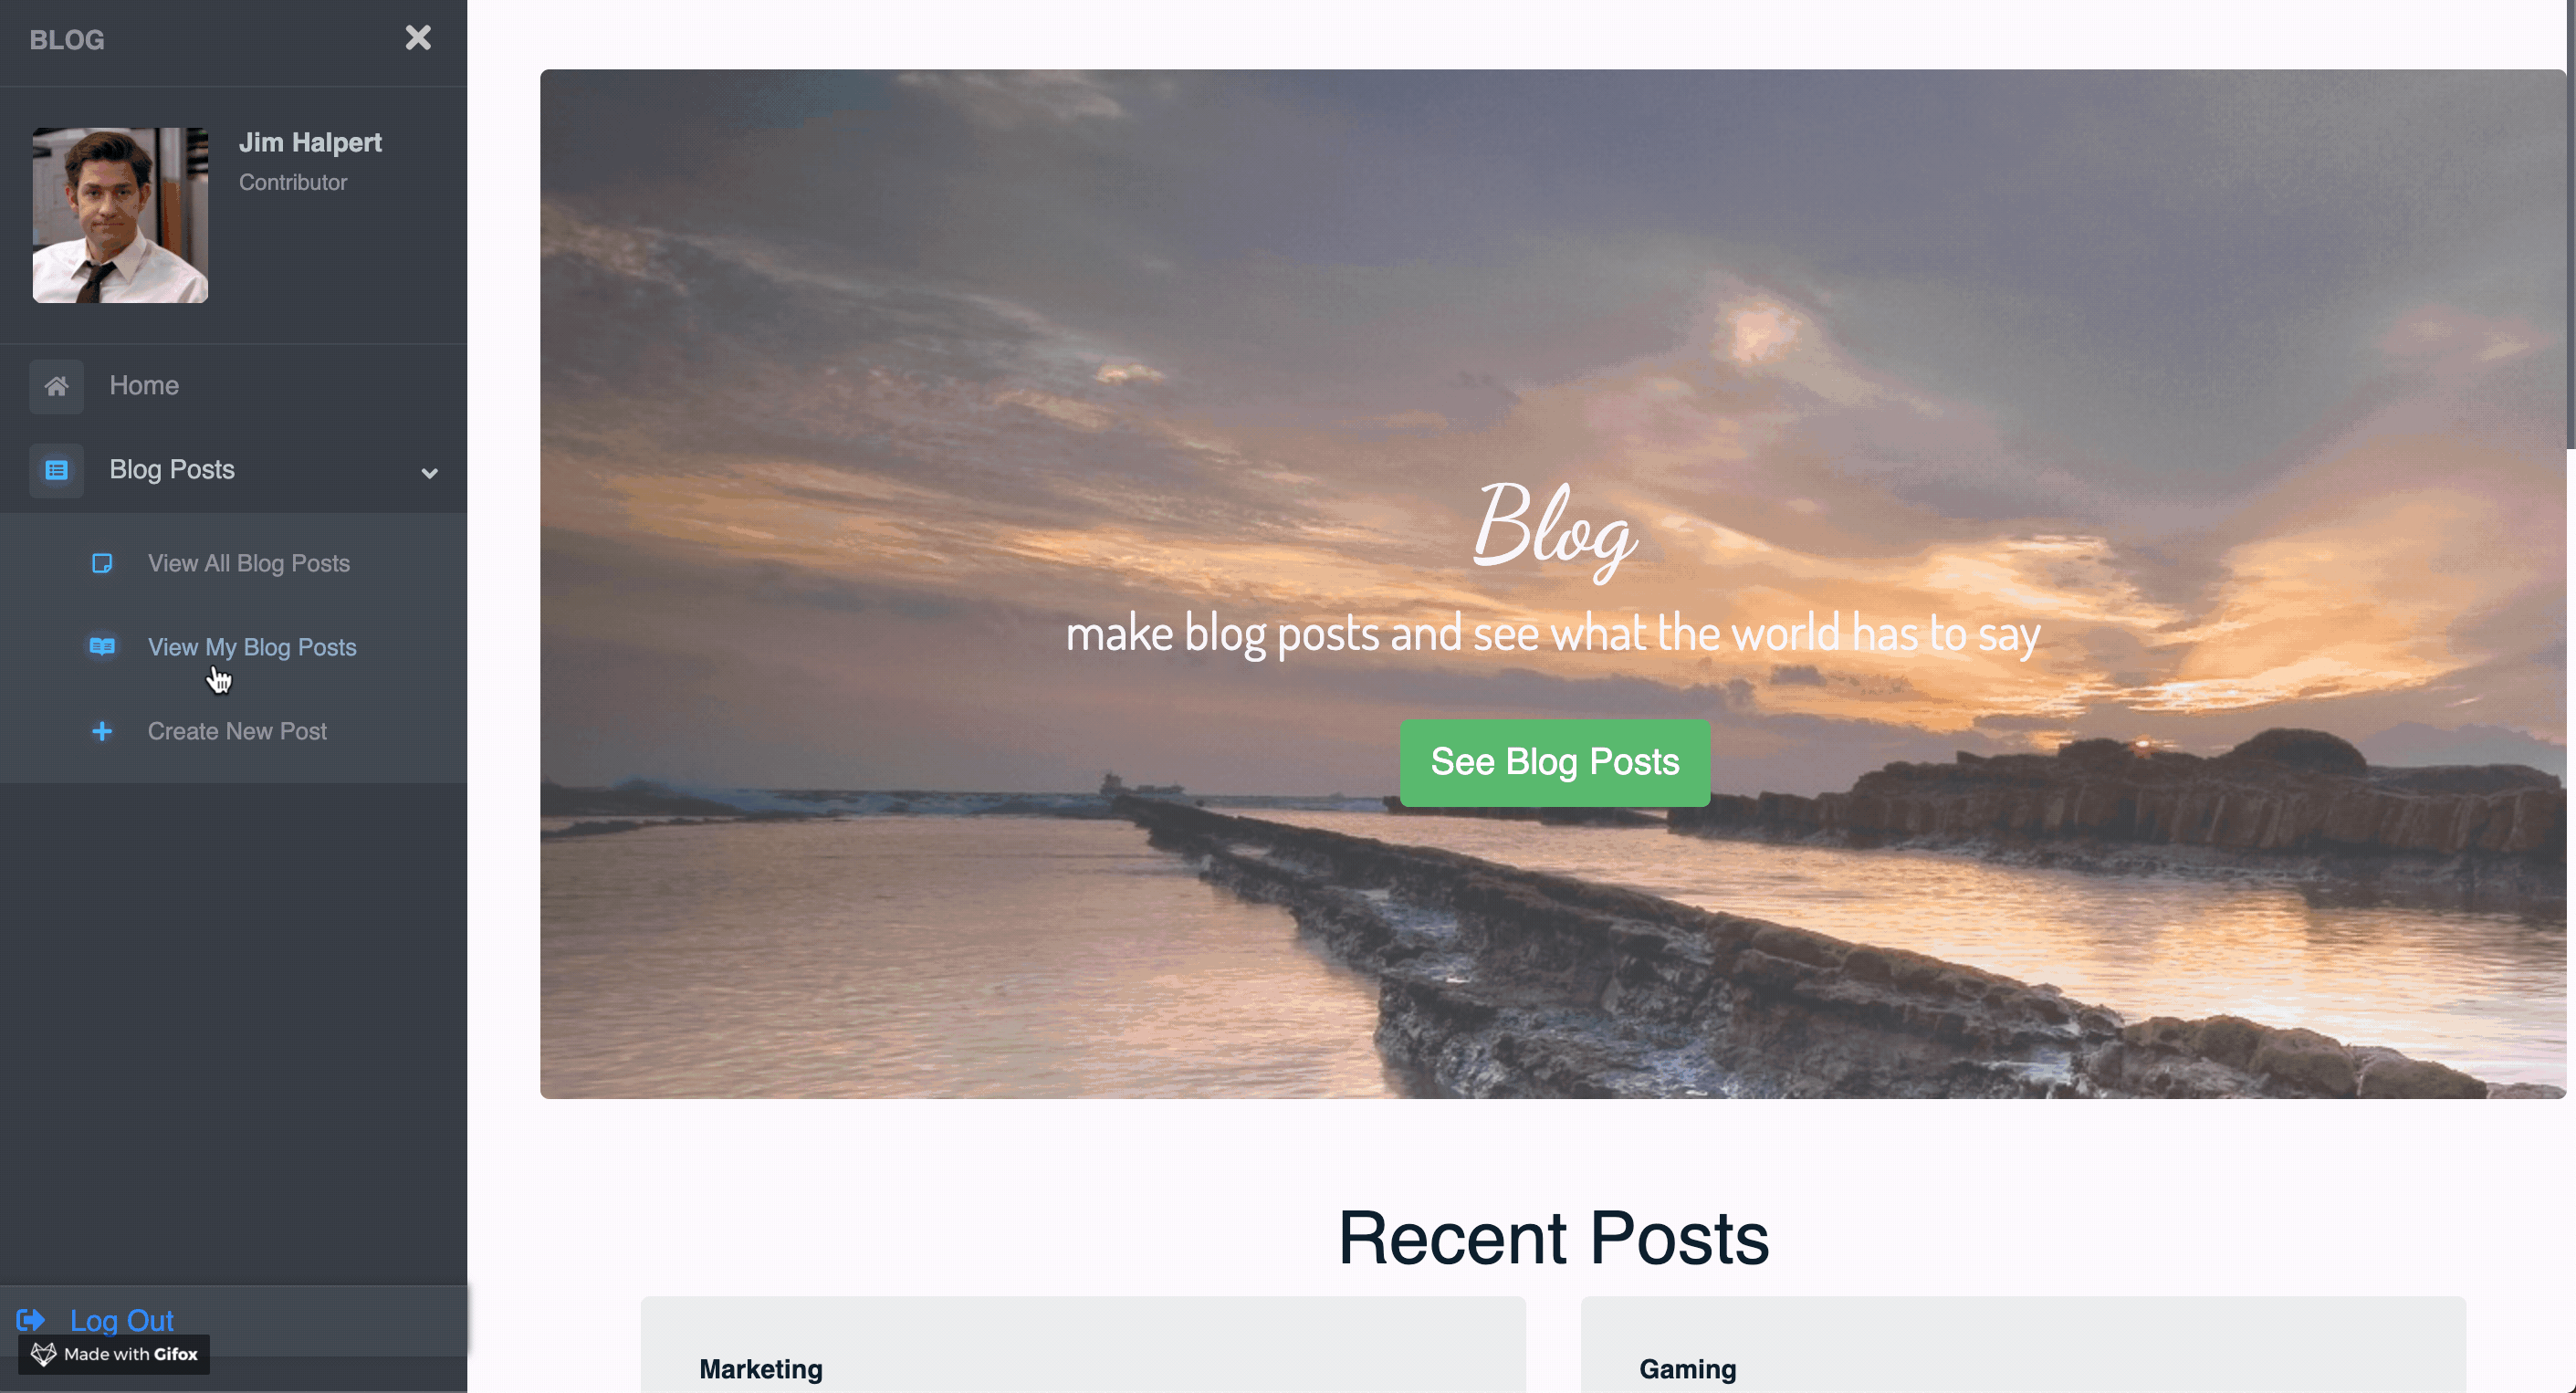 BLOG
Jim Halpert
Contributor
Home
Blog Posts
View All Blog Posts
View My Blog Posts
Create New Post
Log Out
Made with Gifox
Blog
make blog posts and see what the world has to say
See Blog Posts
Recent Posts
Marketing
Gaming